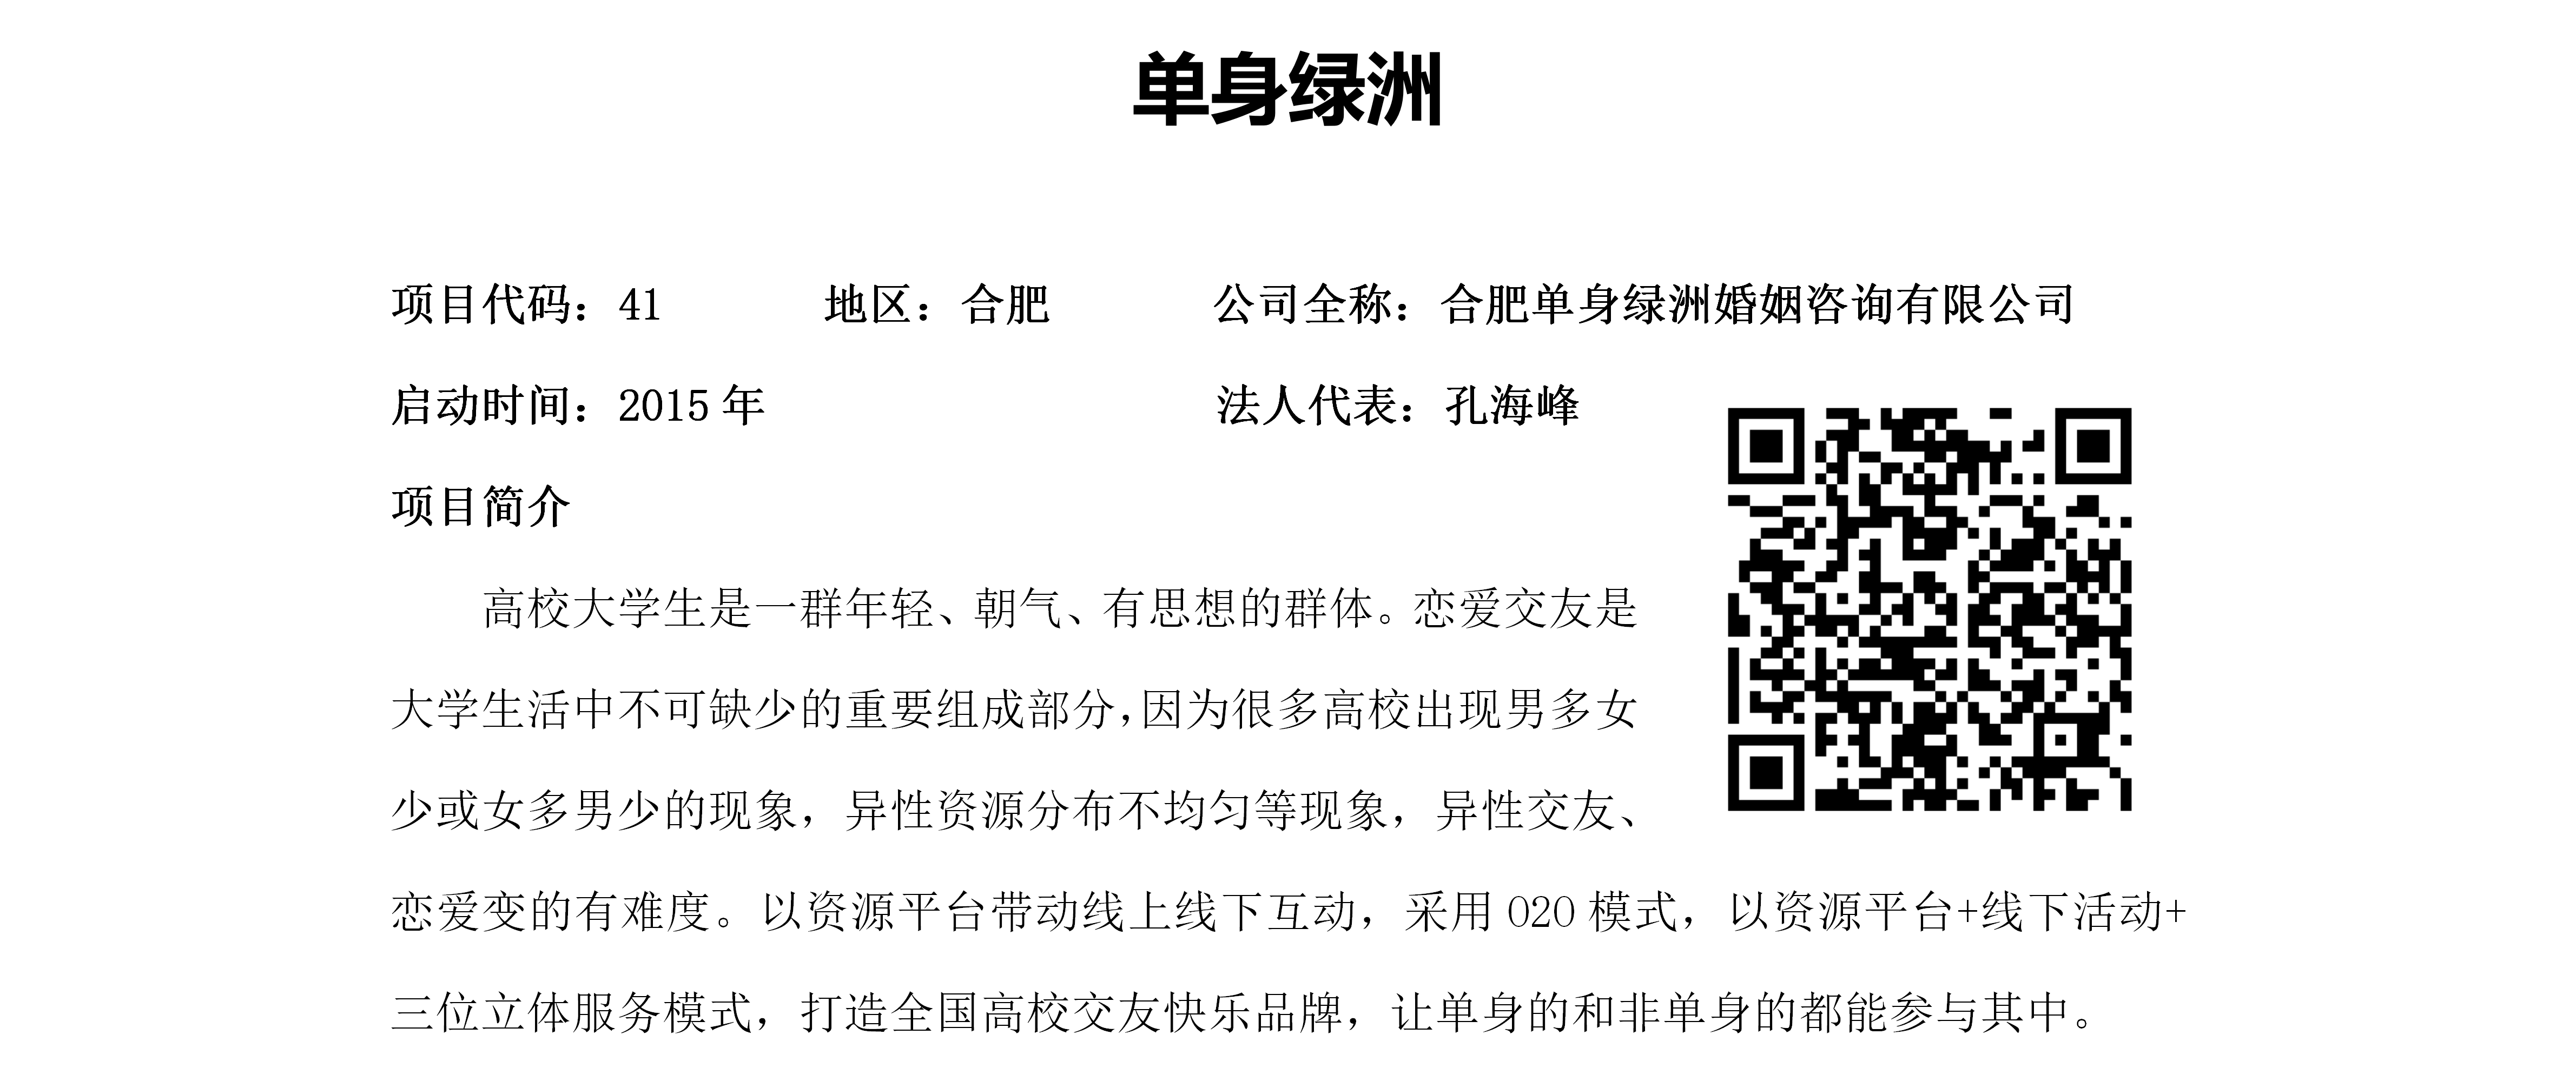 单身绿洲
项目代码：41 地区：合肥 公司全称：合肥单身绿洲婚姻咨询有限公司
启动时间：2015 年 法人代表：孔海峰
项目简介
高校大学生是一群年轻、朝气、有思想的群体。恋爱交友是
大学生活中不可缺少的重要组成部分，因为很多高校出现男多女
少或女多男少的现象，异性资源分布不均匀等现象，异性交友、
恋爱变的有难度。以资源平台带动线上线下互动，采用 O2O 模式，以资源平台+线下活动+
三位立体服务模式，打造全国高校交友快乐品牌，让单身的和非单身的都能参与其中。